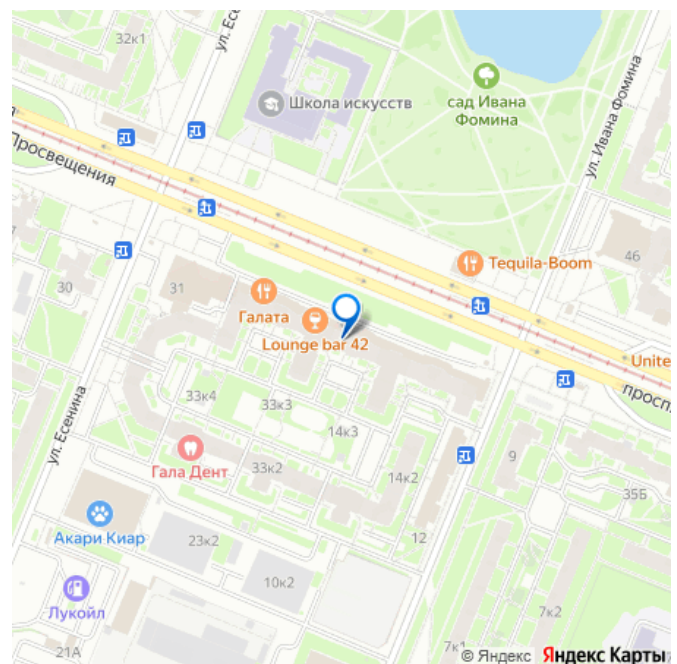 32к1
ул. Есенина
Школа искусств
сад Ивана
Фомина
ул. Ивана Фомина
Просвещения
Tequila-Boom
46
30
31
Галата
Lounge bar 42
Unite
просп
33к4
33к3
14к3
ул. Есенина
Гала Дент
33к2
14к2
9
35Б
Акари Киар
23к2
12
10к2
Лукойл
7к2
21А
7к1
© Яндекс Яндекс Карты